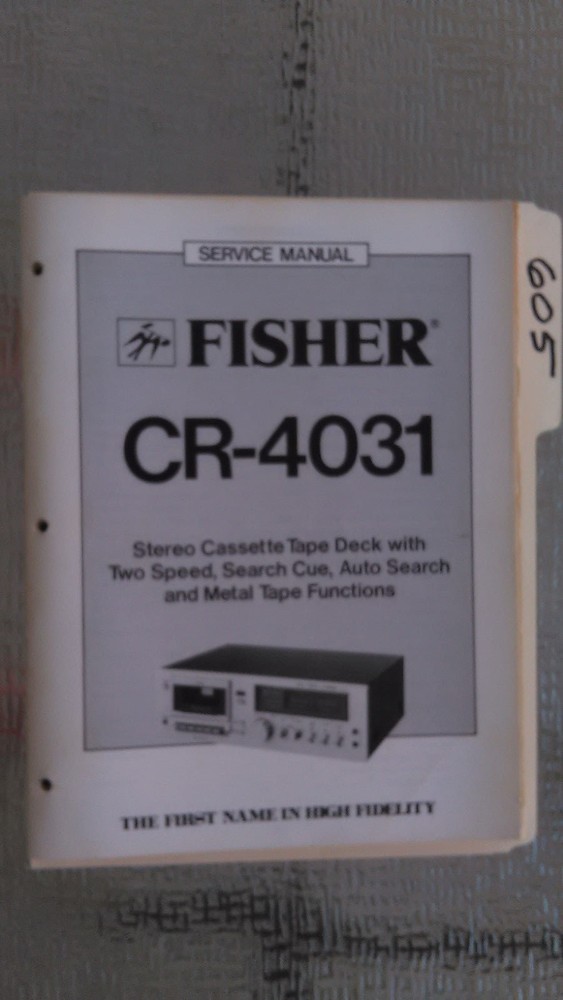 SERVICE MANUAL
FISHER®
CR-4031
Stereo Cassette Tape Deck with
Two Speed, Search Cue, Auto Search
and Metal Tape Functions
THE FIRST NAME IN HIGH FIDELITY
605